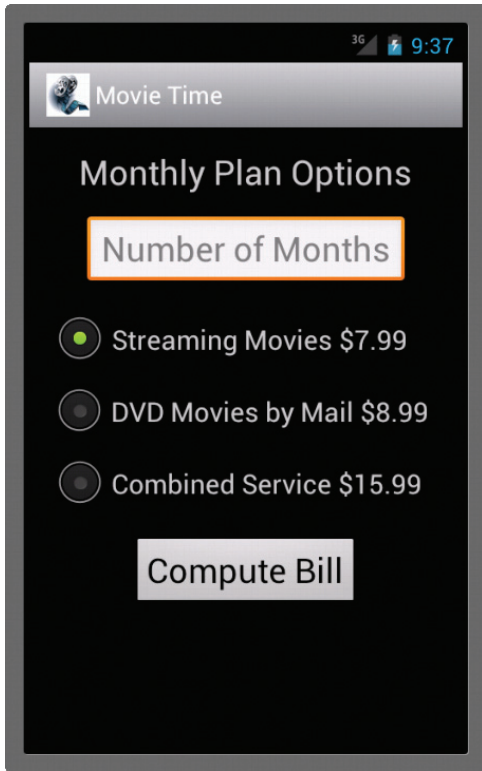 3G 9:37
Movie Time
Monthly Plan Options
Number of Months
Streaming Movies $7.99
DVD Movies by Mail $8.99
Combined Service $15.99
Compute Bill